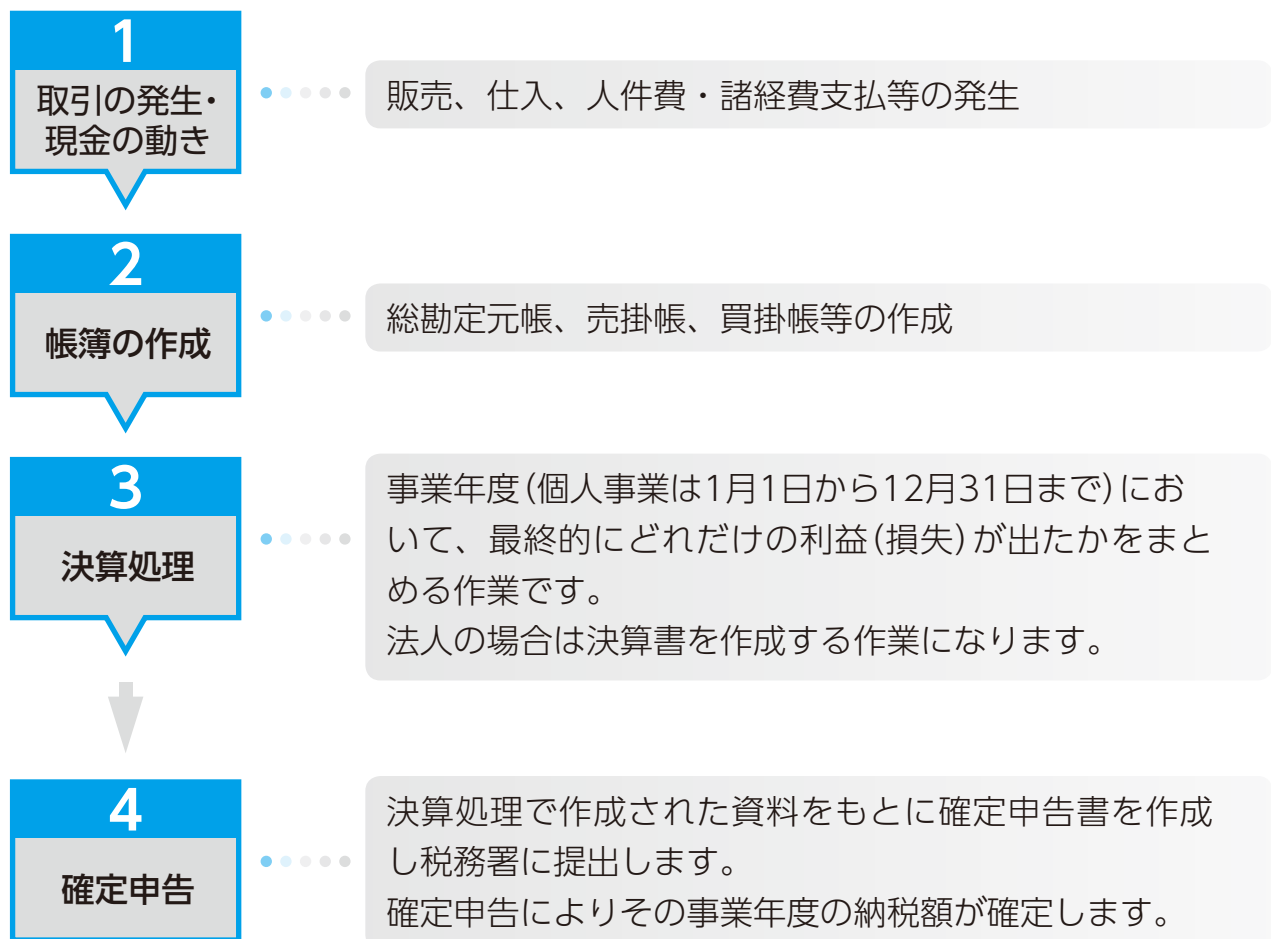 1
取引の発生・
現金の動き
販売、仕入、人件費・諸経費支払等の発生
2
帳簿の作成
総勘定元帳、売掛帳、買掛帳等の作成
3
決算処理
事業年度(個人事業は1月1日から12月31日まで)にお
いて、最終的にどれだけの利益(損失)が出たかをまと
める作業です。
法人の場合は決算書を作成する作業になります。
4
確定申告
決算処理で作成された資料をもとに確定申告書を作成
し税務署に提出します。
確定申告によりその事業年度の納税額が確定します。